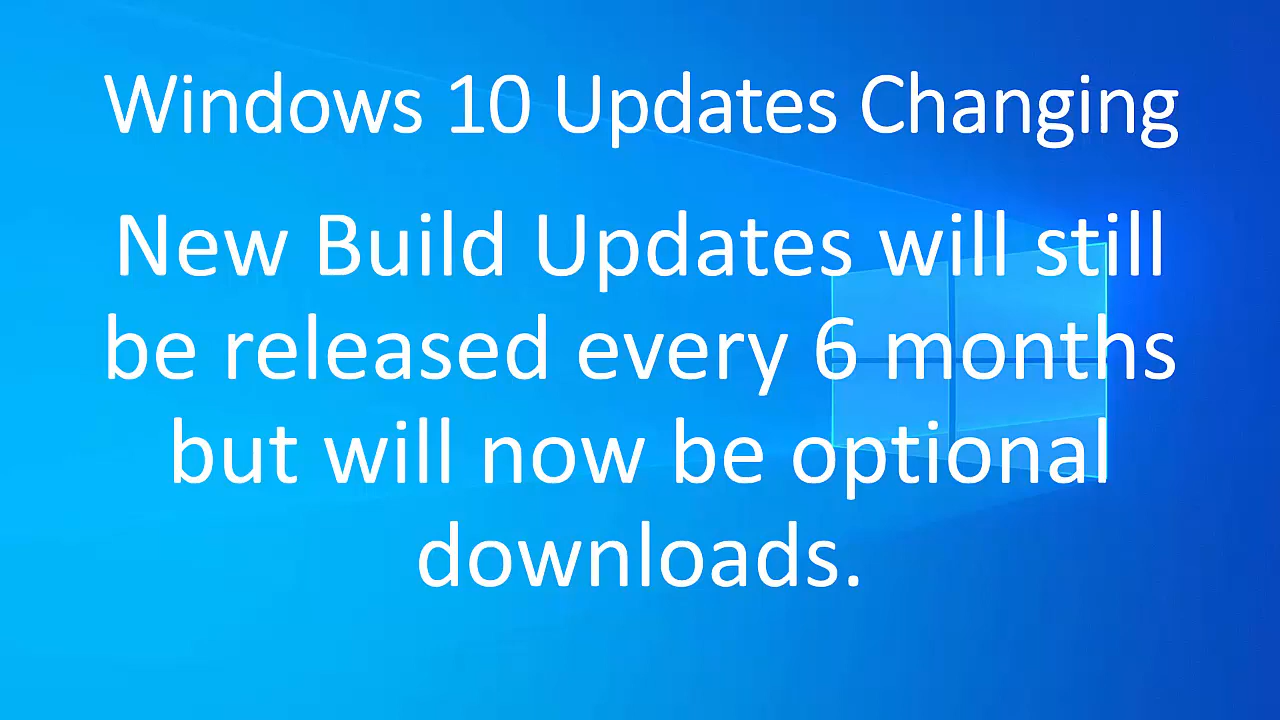 Windows 10 Updates Changing
New Build Updates will still
be released every 6 months
but will now be optional
downloads.